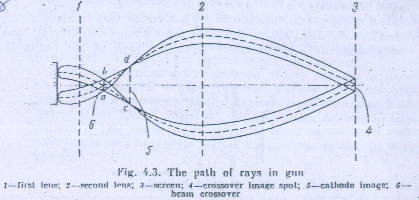 1 2 3
d
k
n
c
6 5 4
Fig. 4.3. The path of rays in gun
1—first lens; 2—second lens; 3—screen; 4—crossover image spot; 5—cathode image; 6—
beam crossover